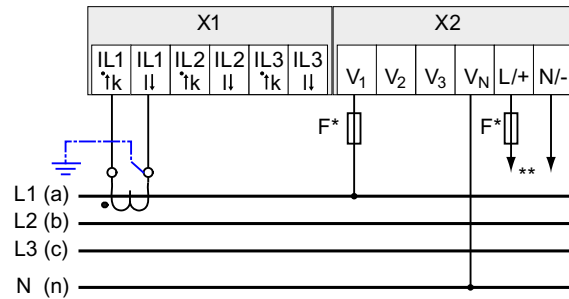 X1 X2
IL1 IL1 IL2 IL2 IL3 IL3
↑k l↓ ↑k l↓ ↑k l↓ V₁ V₂ V₃ VN L/+ N/-
F* F*
**
L1 (a)
L2 (b)
L3 (c)
N (n)